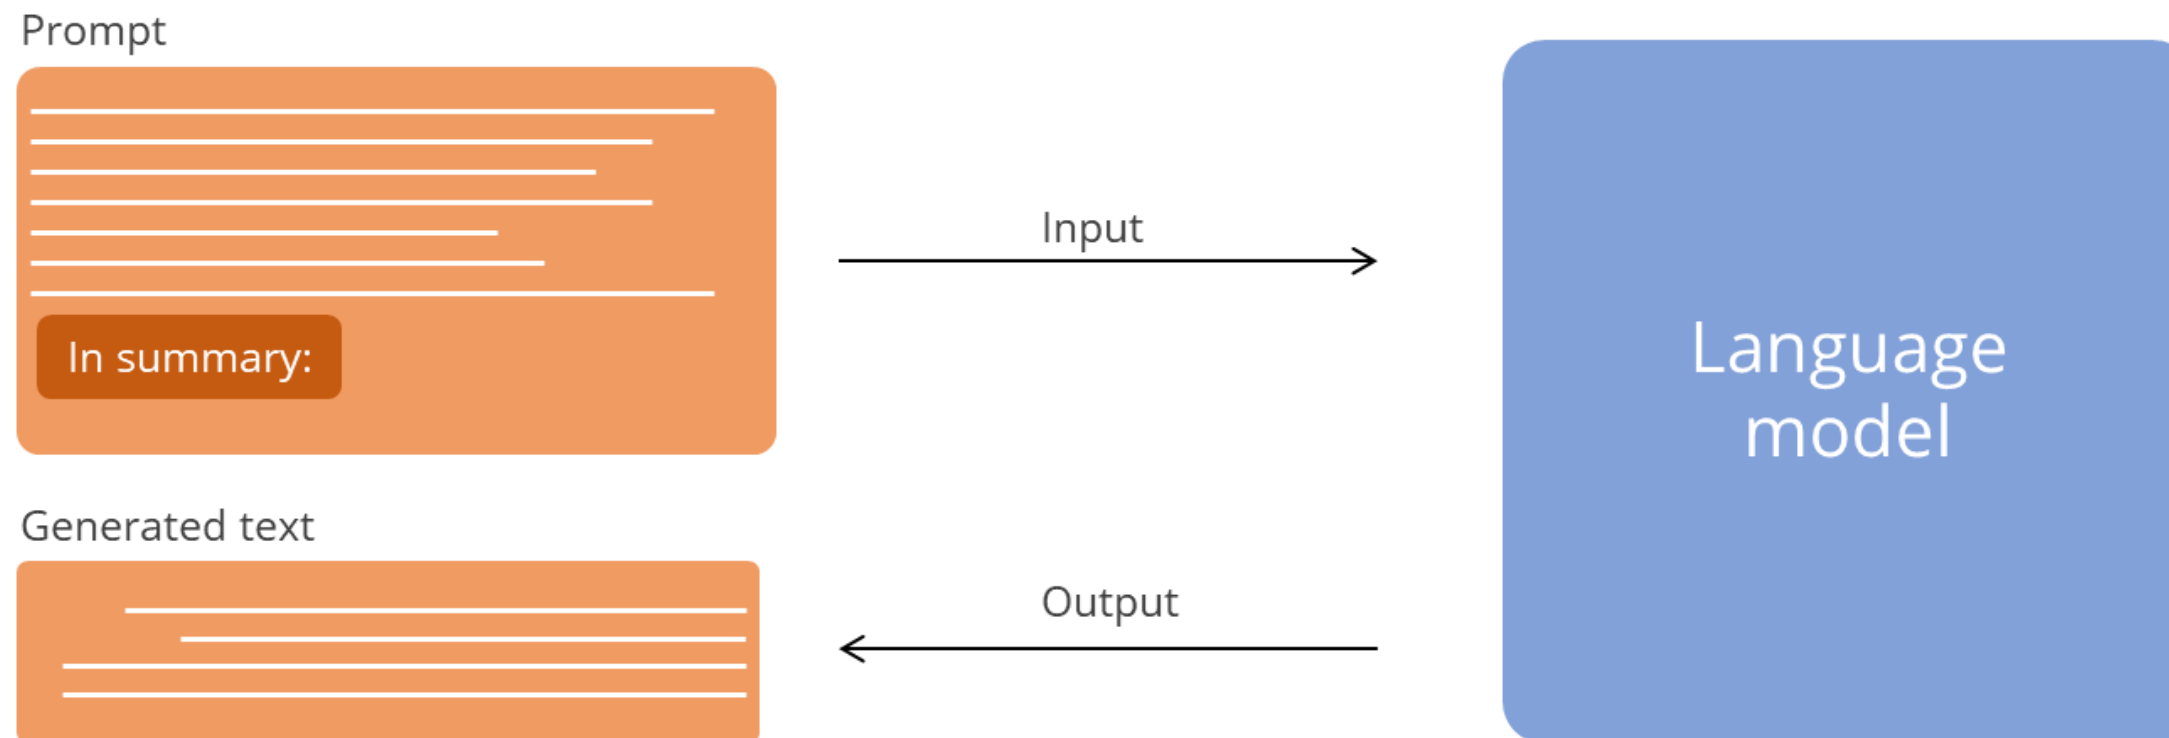 Prompt
In summary:
Input
Language
model
Generated text
Output